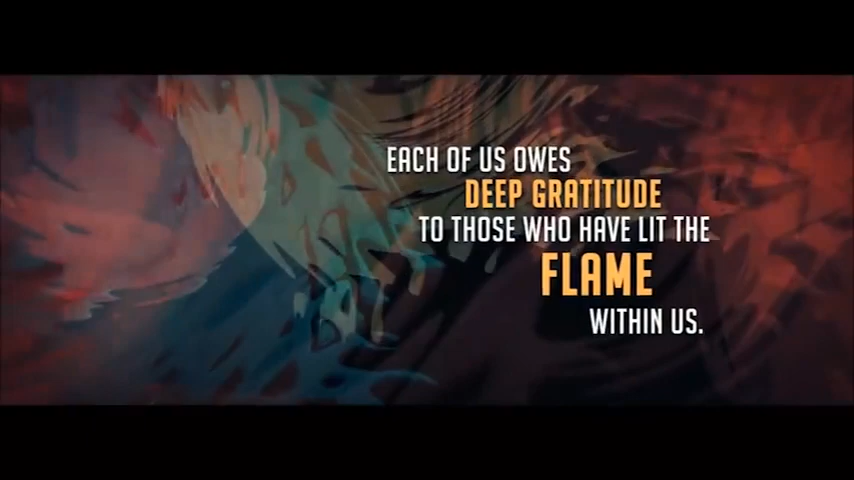 EACH OF US OWES
DEEP GRATITUDE
TO THOSE WHO HAVE LIT THE
FLAME
WITHIN US.